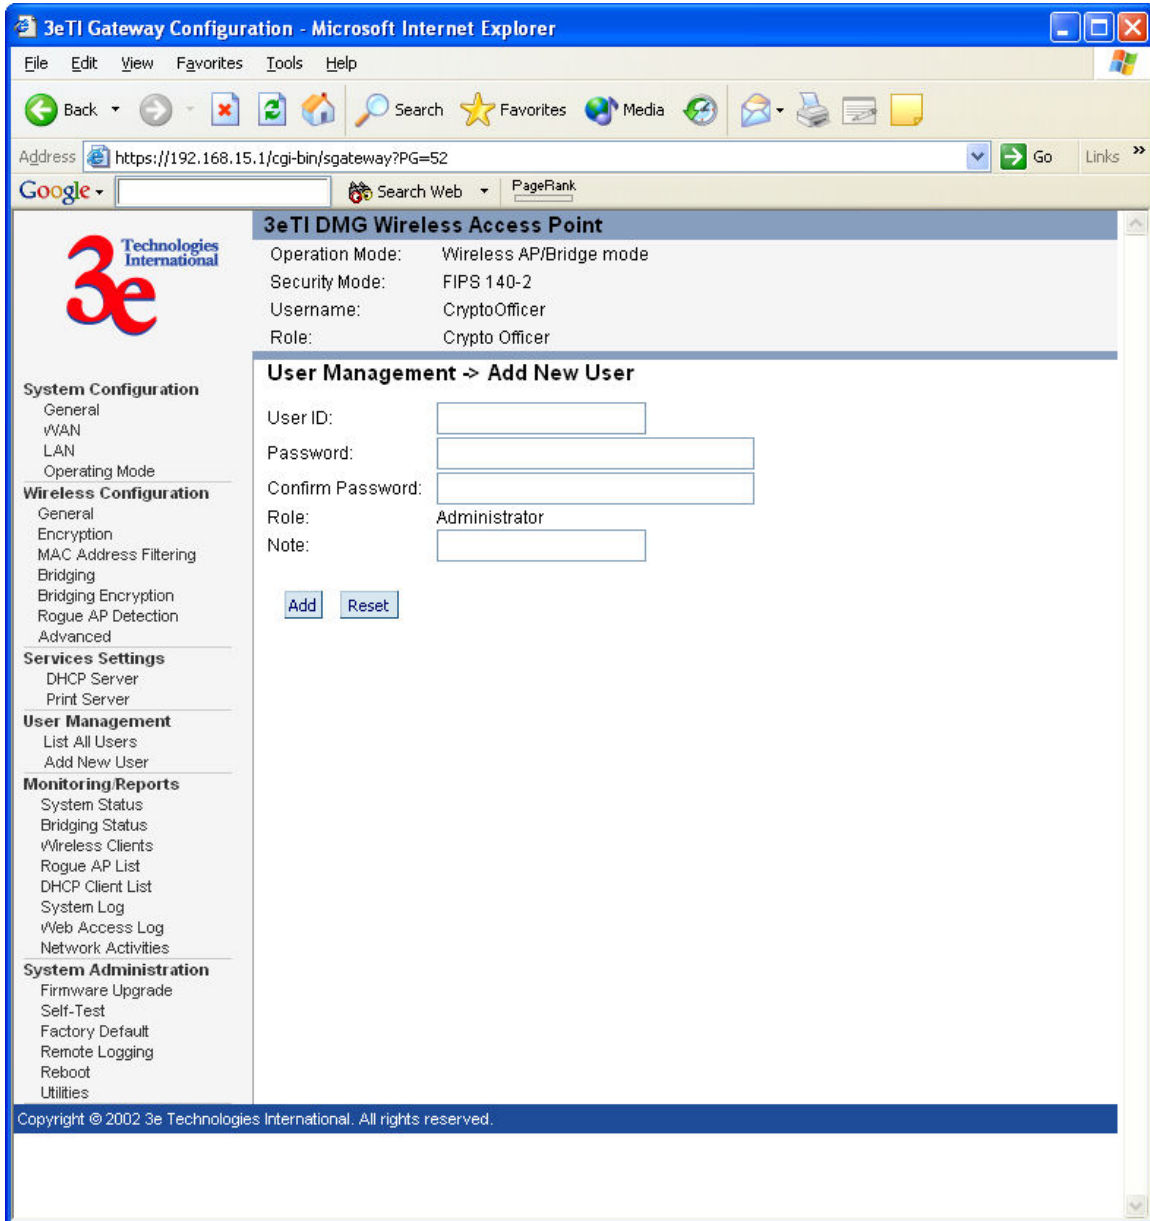 3eTI Gateway Configuration - Microsoft Internet Explorer
File Edit View Favorites Tools Help
Back Search Favorites Media
Address https://192.168.15.1/cgi-bin/sgateway?PG=52 Go Links »
Google Search Web PageRank
3e Technologies International
3eTI DMG Wireless Access Point
Operation Mode: Wireless AP/Bridge mode
Security Mode: FIPS 140-2
Username: CryptoOfficer
Role: Crypto Officer
System Configuration
General
WAN
LAN
Operating Mode
Wireless Configuration
General
Encryption
MAC Address Filtering
Bridging
Bridging Encryption
Rogue AP Detection
Advanced
Services Settings
DHCP Server
Print Server
User Management
List All Users
Add New User
Monitoring/Reports
System Status
Bridging Status
Wireless Clients
Rogue AP List
DHCP Client List
System Log
Web Access Log
Network Activities
System Administration
Firmware Upgrade
Self-Test
Factory Default
Remote Logging
Reboot
Utilities
User Management -> Add New User
User ID:
Password:
Confirm Password:
Role: Administrator
Note:
Add Reset
Copyright © 2002 3e Technologies International. All rights reserved.